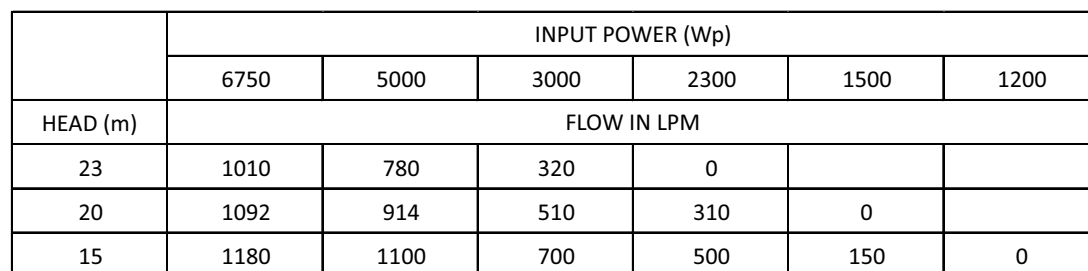 INPUT POWER (Wp)
6750 5000 3000 2300 1500 1200
HEAD (m) FLOW IN LPM
23 1010 780 320 0
20 1092 914 510 310 0
15 1180 1100 700 500 150 0